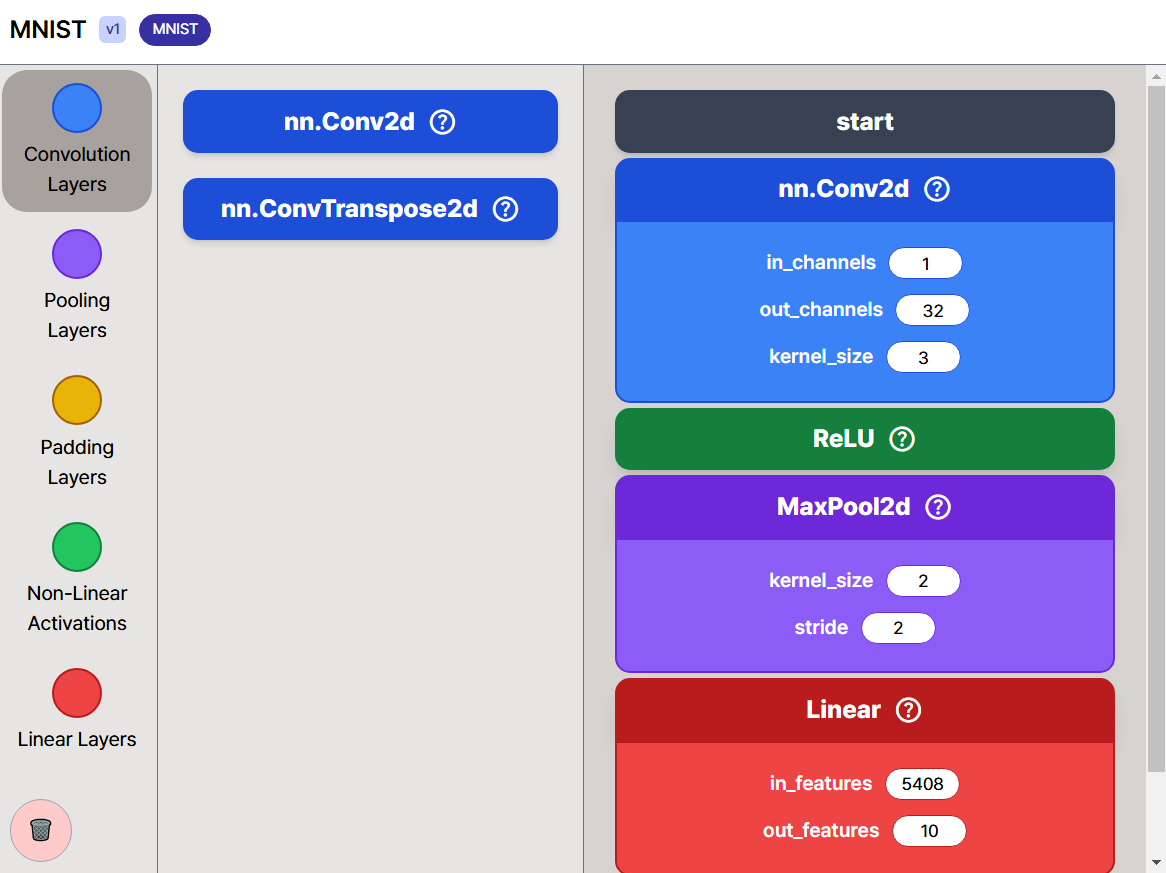 MNIST v1 MNIST
Convolution
Layers
Pooling
Layers
Padding
Layers
Non-Linear
Activations
Linear Layers
nn.Conv2d ?
nn.ConvTranspose2d ?
start
nn.Conv2d ?
in_channels 1
out_channels 32
kernel_size 3
ReLU ?
MaxPool2d ?
kernel_size 2
stride 2
Linear ?
in_features 5408
out_features 10